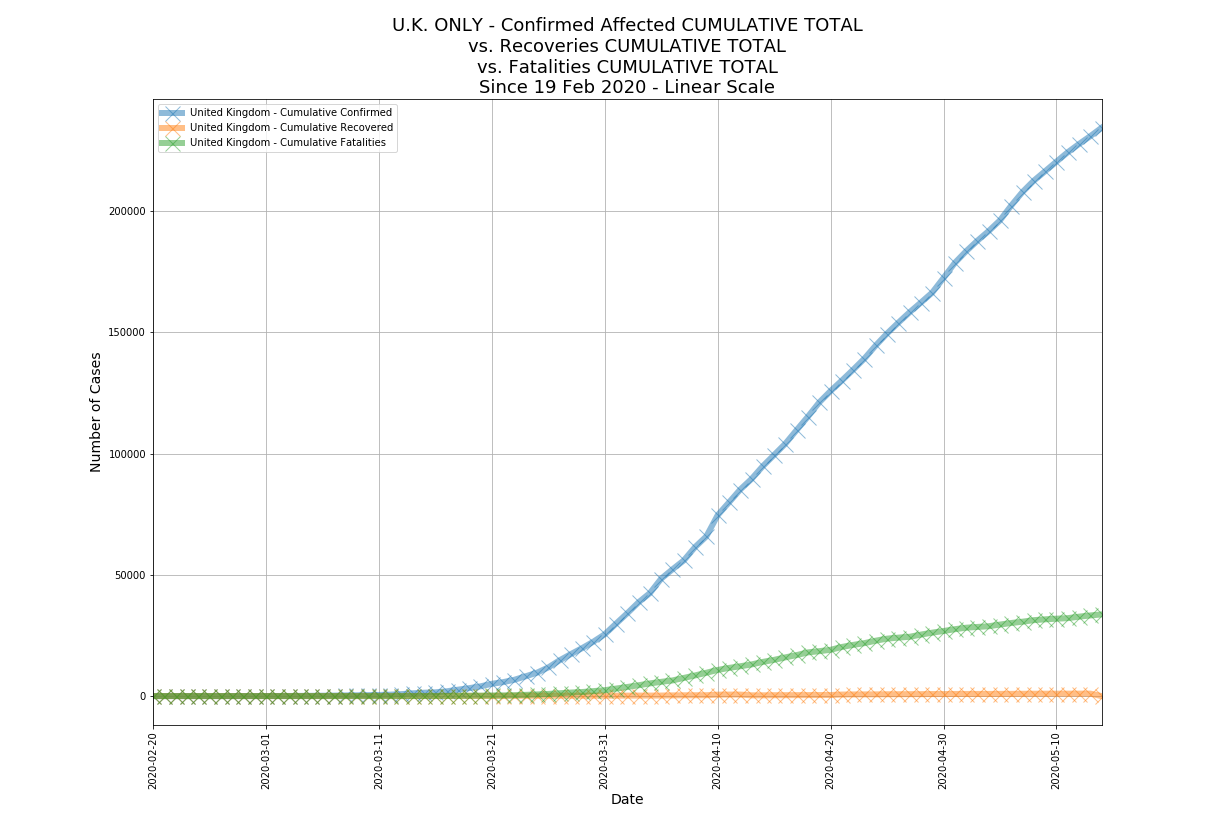 U.K. ONLY - Confirmed Affected CUMULATIVE TOTAL
vs. Recoveries CUMULATIVE TOTAL
vs. Fatalities CUMULATIVE TOTAL
Since 19 Feb 2020 - Linear Scale
United Kingdom - Cumulative Confirmed
United Kingdom - Cumulative Recovered
United Kingdom - Cumulative Fatalities
Number of Cases
200000
150000
100000
50000
0
2020-02-20
2020-03-01
2020-03-11
2020-03-21
2020-03-31
2020-04-10
2020-04-20
2020-04-30
2020-05-10
Date